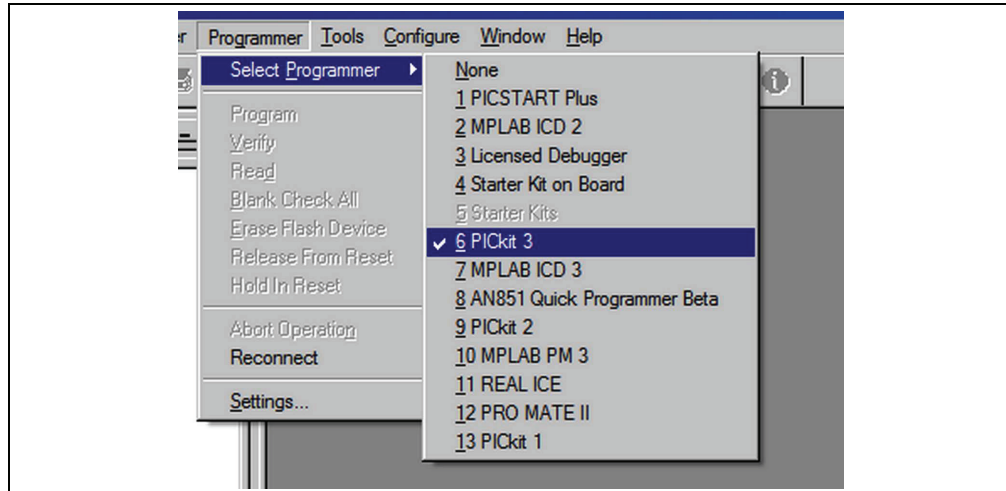 r Programmer Tools Configure Window Help
Select Programmer
Program
Verify
Read
Blank Check All
Erase Flash Device
Release From Reset
Hold In Reset
Abort Operation
Reconnect
Settings...
None
1 PICSTART Plus
2 MPLAB ICD 2
3 Licensed Debugger
4 Starter Kit on Board
5 Starter Kits
6 PICkit 3
7 MPLAB ICD 3
8 AN851 Quick Programmer Beta
9 PICkit 2
10 MPLAB PM 3
11 REAL ICE
12 PRO MATE II
13 PICkit 1